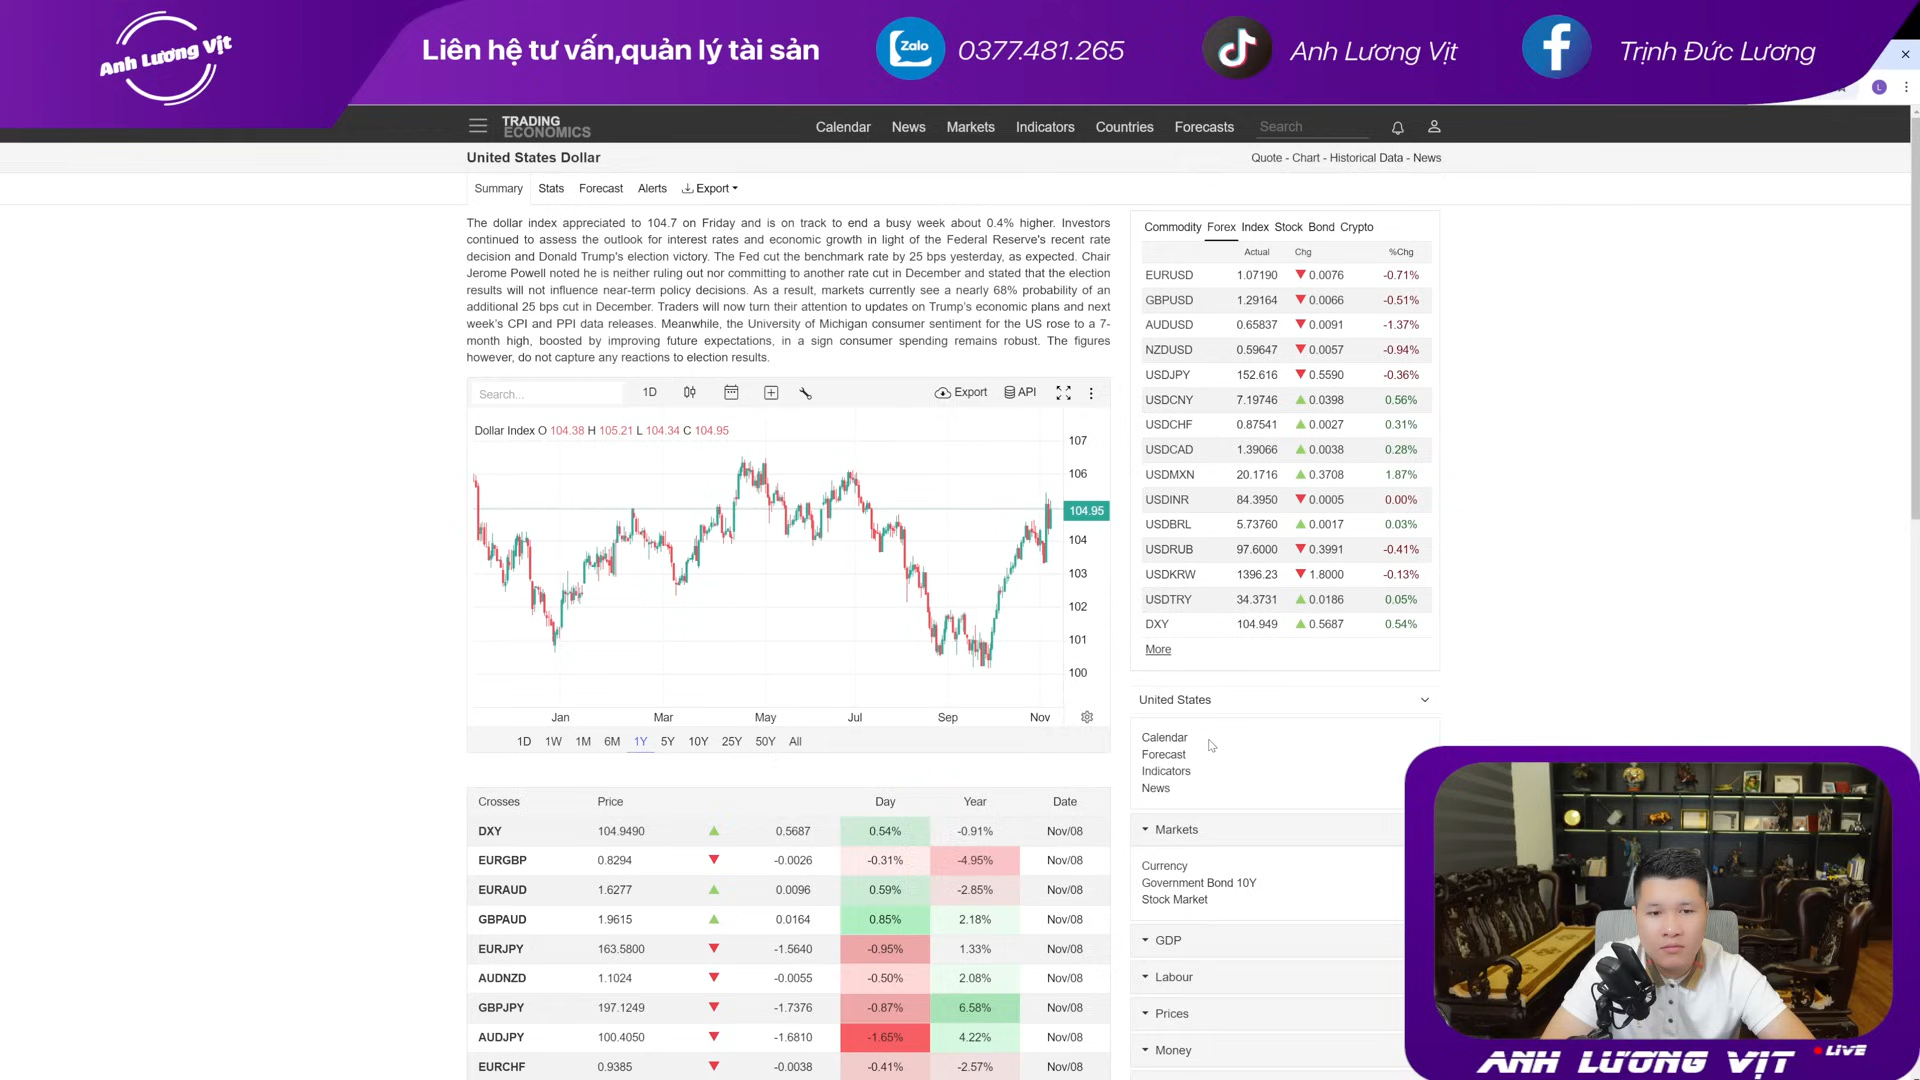 Anh Lương Vịt
Liên hệ tư vấn,quản lý tài sản
Zalo
0377.481.265
Anh Lương Vịt
Trịnh Đức Lương
L
TRADING
ECONOMICS
Calendar News Markets Indicators Countries Forecasts Search
United States Dollar
Quote - Chart - Historical Data - News
Summary Stats Forecast Alerts Export
The dollar index appreciated to 104.7 on Friday and is on track to end a busy week about 0.4% higher. Investors
continued to assess the outlook for interest rates and economic growth in light of the Federal Reserve's recent rate
decision and Donald Trump's election victory. The Fed cut the benchmark rate by 25 bps yesterday, as expected. Chair
Jerome Powell noted he is neither ruling out nor committing to another rate cut in December and stated that the election
results will not influence near-term policy decisions. As a result, markets currently see a nearly 68% probability of an
additional 25 bps cut in December. Traders will now turn their attention to updates on Trump's economic plans and next
week's CPI and PPI data releases. Meanwhile, the University of Michigan consumer sentiment for the US rose to a 7-
month high, boosted by improving future expectations, in a sign consumer spending remains robust. The figures
however, do not capture any reactions to election results.
Search... 1D Export API
Dollar Index O 104.38 H 105.21 L 104.34 C 104.95
107
106
104.95
104
103
102
101
100
Jan Mar May Jul Sep Nov
1D 1W 1M 6M 1Y 5Y 10Y 25Y 50Y All
Crosses Price Day Year Date
DXY 104.9490 0.5687 0.54% -0.91% Nov/08
EURGBP 0.8294 -0.0026 -0.31% -4.95% Nov/08
EURAUD 1.6277 0.0096 0.59% -2.85% Nov/08
GBPAUD 1.9615 0.0164 0.85% 2.18% Nov/08
EURJPY 163.5800 -1.5640 -0.95% 1.33% Nov/08
AUDNZD 1.1024 -0.0055 -0.50% 2.08% Nov/08
GBPJPY 197.1249 -1.7376 -0.87% 6.58% Nov/08
AUDJPY 100.4050 -1.6810 -1.65% 4.22% Nov/08
EURCHF 0.9385 -0.0038 -0.41% -2.57% Nov/08
Commodity Forex Index Stock Bond Crypto
Actual Chg %Chg
EURUSD 1.07190 0.0076 -0.71%
GBPUSD 1.29164 0.0066 -0.51%
AUDUSD 0.65837 0.0091 -1.37%
NZDUSD 0.59647 0.0057 -0.94%
USDJPY 152.616 0.5590 -0.36%
USDCNY 7.19746 0.0398 0.56%
USDCHF 0.87541 0.0027 0.31%
USDCAD 1.39066 0.0038 0.28%
USDMXN 20.1716 0.3708 1.87%
USDINR 84.3950 0.0005 0.00%
USDBRL 5.73760 0.0017 0.03%
USDRUB 97.6000 0.3991 -0.41%
USDKRW 1396.23 1.8000 -0.13%
USDTRY 34.3731 0.0186 0.05%
DXY 104.949 0.5687 0.54%
More
United States
Calendar
Forecast
Indicators
News
Markets
Currency
Government Bond 10Y
Stock Market
GDP
Labour
Prices
Money
ANH LƯƠNG VỊT LIVE